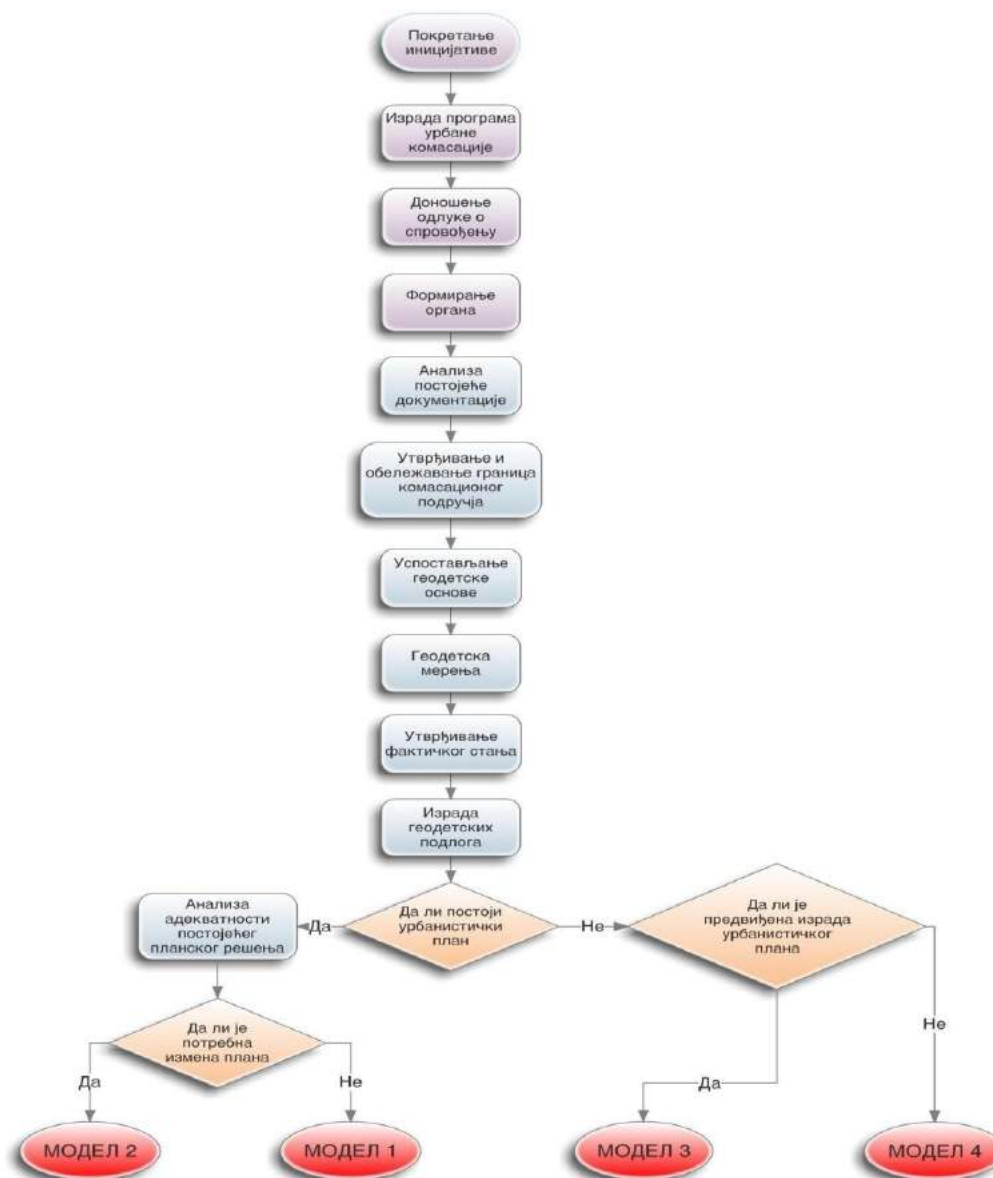 Покретање
иницијативе
Израда програма
урбане
комасације
Доношење
одлуке о
спровођењу
Формирање
органа
Анализа
постојеће
документације
Утврђивање и
обележавање граница
комасационог
подручја
Успостављање
геодетске
основе
Геодетска
мерења
Утврђивање
фактичког стања
Израда
геодетских
подлога
Да ли постоји
урбанистички
план
Да
Не
Анализа
адекватности
постојећег
планског решења
Да ли је
предвиђена израда
урбанистичког
плана
Да ли је
потребна
измена плана
Да
Не
Да
Не
МОДЕЛ 2
МОДЕЛ 1
МОДЕЛ 3
МОДЕЛ 4